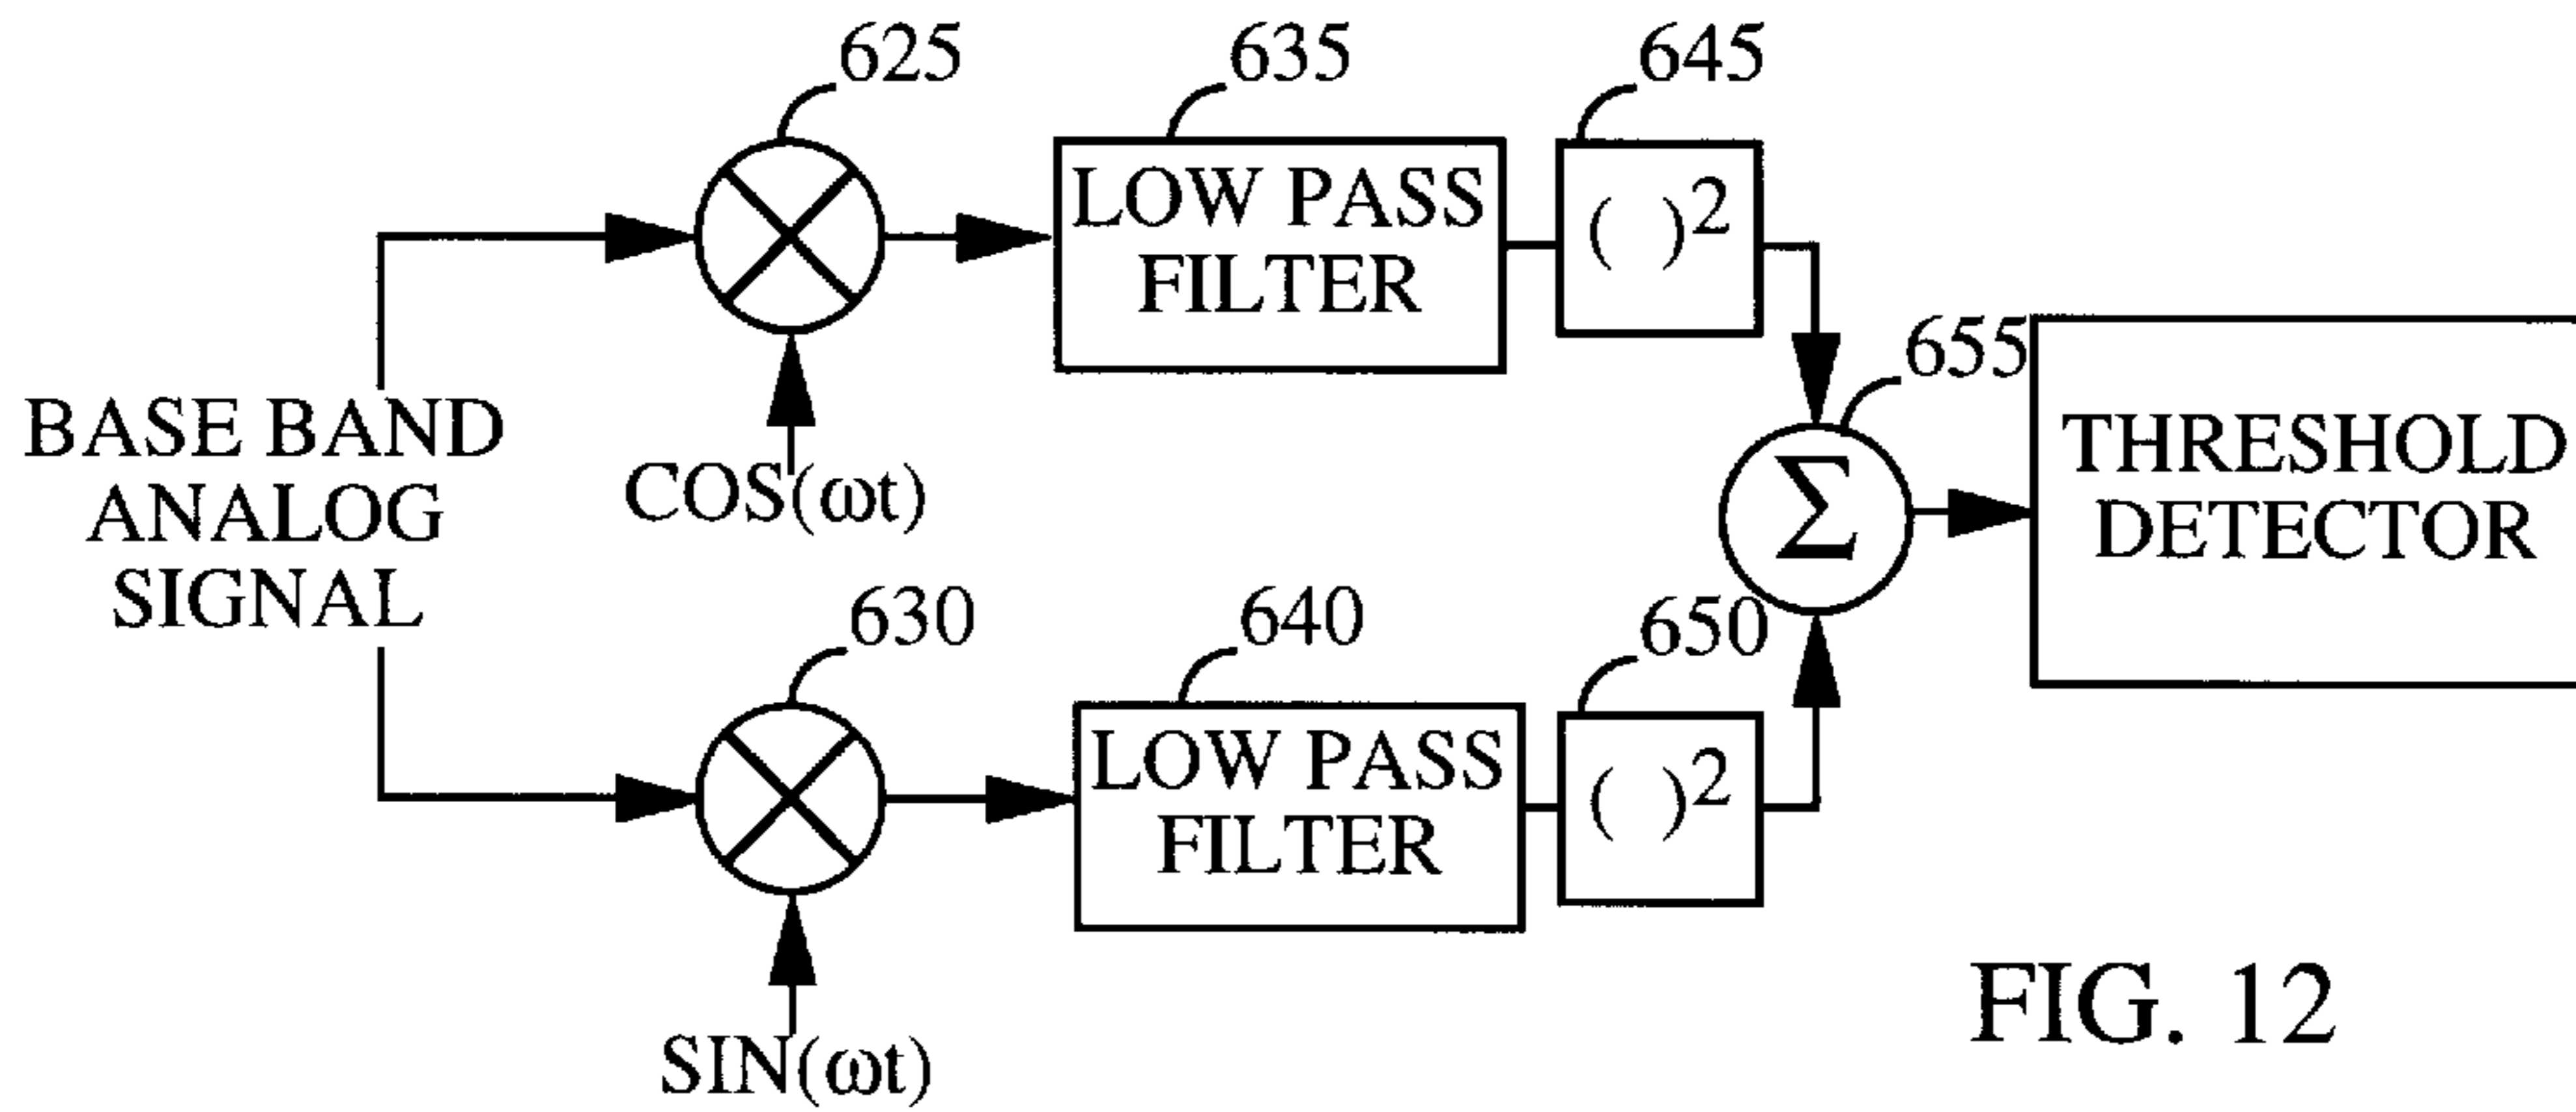 625
635
645
LOW PASS
FILTER
( )2
COS(ωt)
BASE BAND
ANALOG
SIGNAL
655
Σ
THRESHOLD
DETECTOR
630
640
650
LOW PASS
FILTER
( )2
SIN(ωt)
FIG. 12